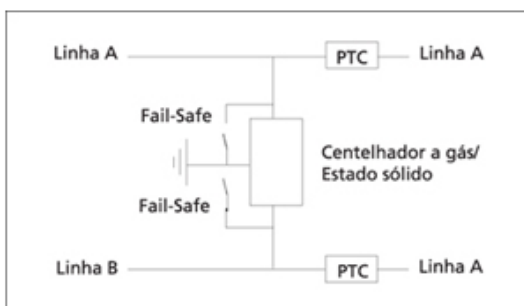 Linha A
PTC
Linha A
Fail-Safe
Centelhador a gás/
Estado sólido
Fail-Safe
Linha B
PTC
Linha A